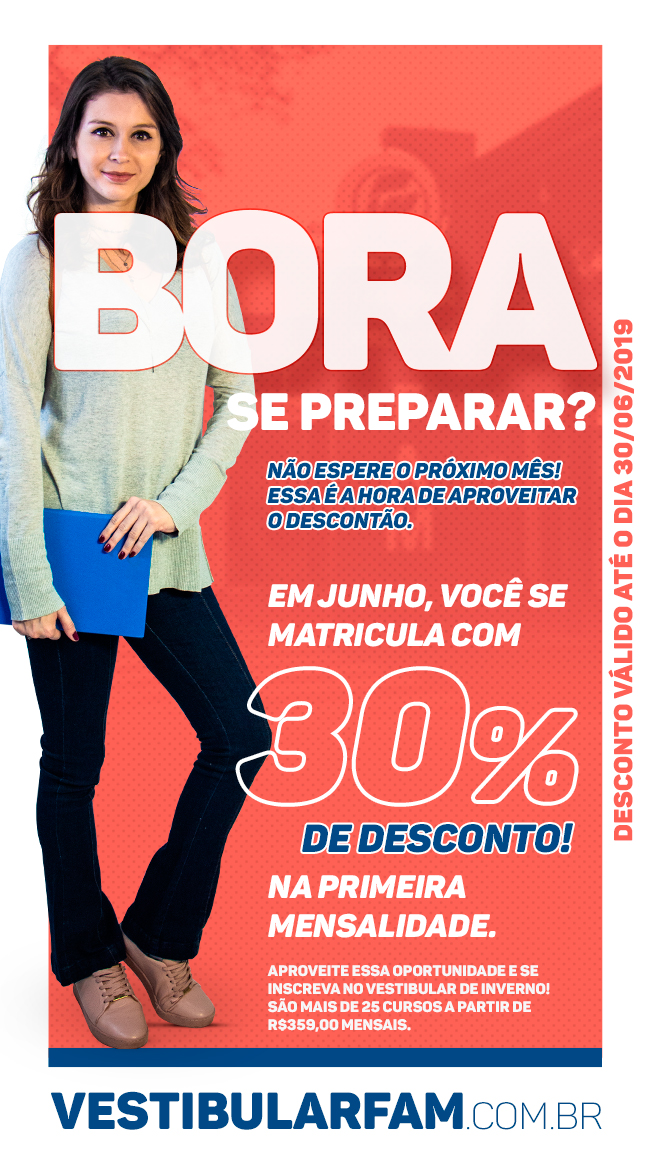 BORA
SE PREPARAR?
NÃO ESPERE O PRÓXIMO MÊS!
ESSA É A HORA DE APROVEITAR
O DESCONTÃO.
EM JUNHO, VOCÊ SE
MATRICULA COM
30%
DE DESCONTO!
NA PRIMEIRA
MENSALIDADE.
APROVEITE ESSA OPORTUNIDADE E SE
INSCREVA NO VESTIBULAR DE INVERNO!
SÃO MAIS DE 25 CURSOS A PARTIR DE
R$359,00 MENSAIS.
DESCONTO VÁLIDO ATÉ O DIA 30/06/2019
VESTIBULARFAM.COM.BR